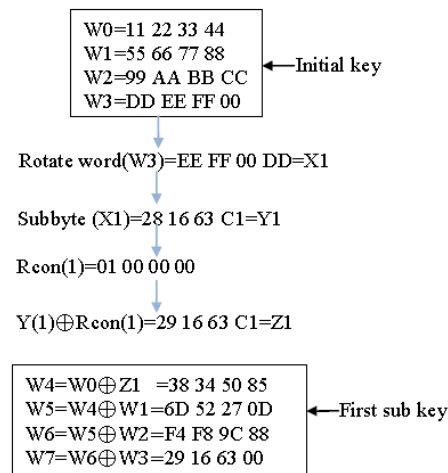 W0=11 22 33 44
W1=55 66 77 88
W2=99 AA BB CC
W3=DD EE FF 00
Initial key
Rotate word(W3)=EE FF 00 DD=X1
Subbyte (X1)=28 16 63 C1=Y1
Rcon(1)=01 00 00 00
Y(1)⊕Rcon(1)=29 16 63 C1=Z1
W4=W0⊕Z1 =38 34 50 85
W5=W4⊕W1=6D 52 27 0D
W6=W5⊕W2=F4 F8 9C 88
W7=W6⊕W3=29 16 63 00
First sub key